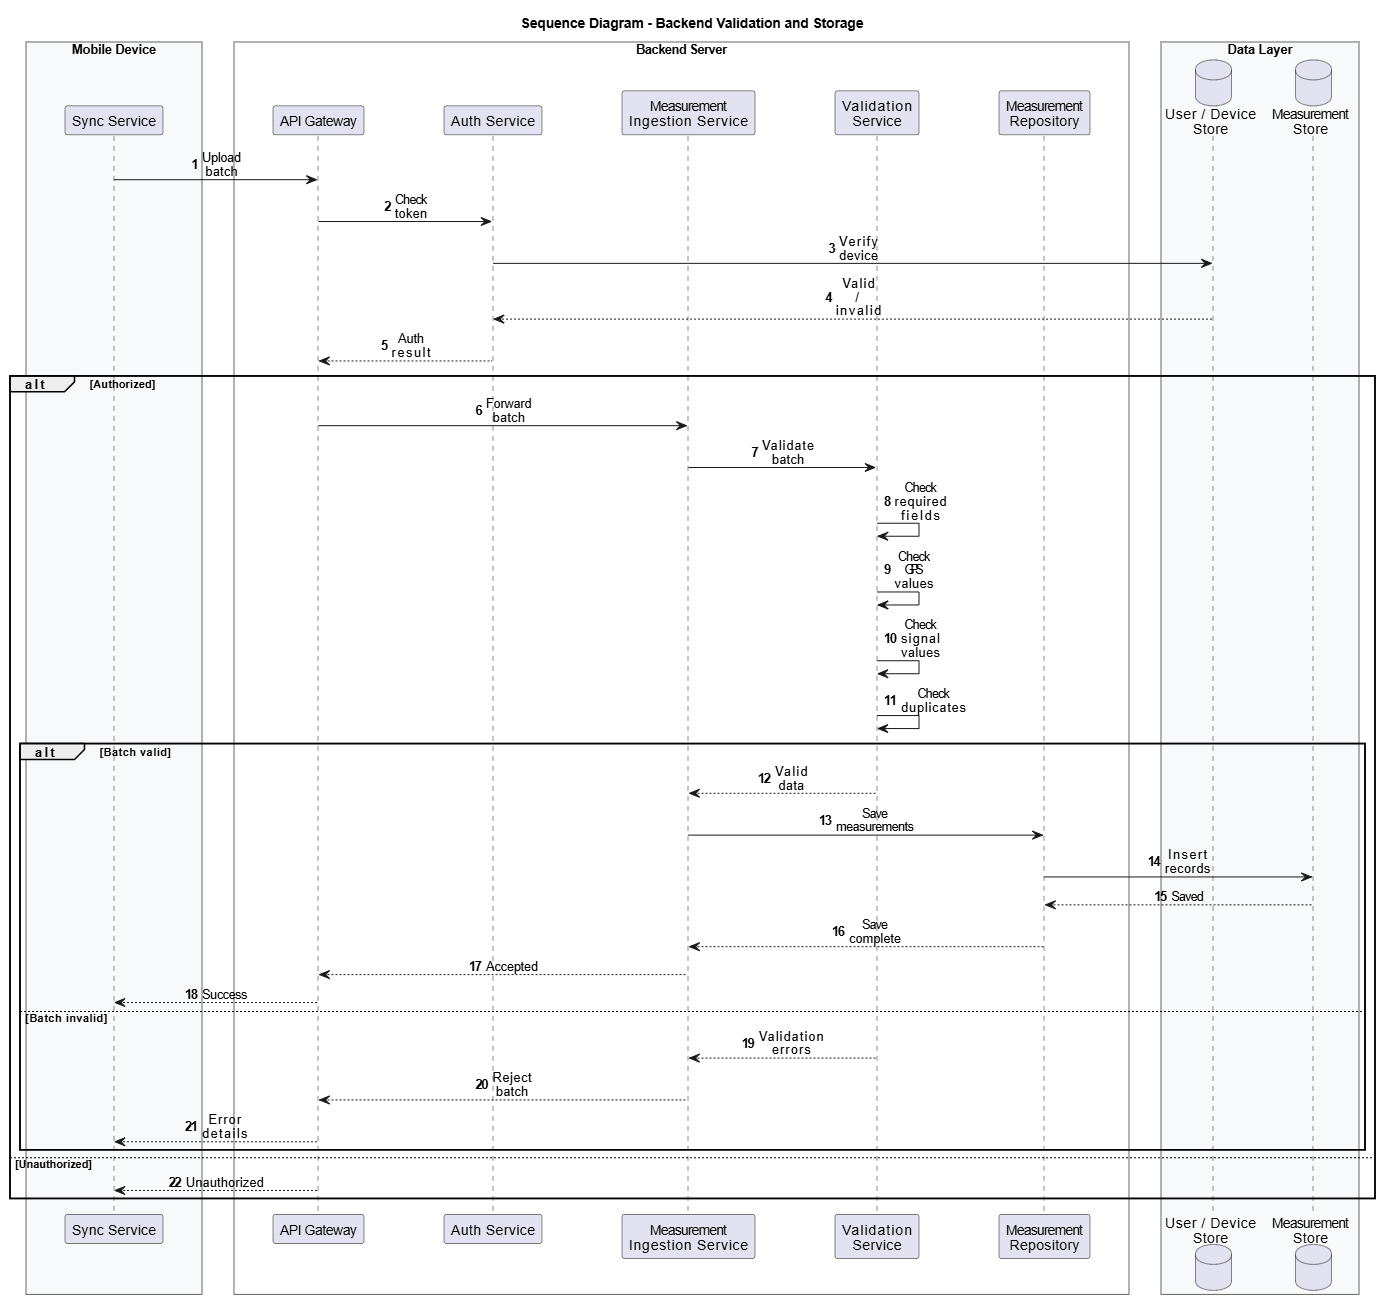 Sequence Diagram - Backend Validation and Storage
Mobile Device
Backend Server
Data Layer
Sync Service
API Gateway
Auth Service
Measurement
Ingestion Service
Validation
Service
Measurement
Repository
User / Device
Store
Measurement
Store
1 Upload
batch
2 Check
token
3 Verify
device
4 Valid
/
invalid
5 Auth
result
alt [Authorized]
6 Forward
batch
7 Validate
batch
8 Check
required
fields
9 Check
GPS
values
10 Check
signal
values
11 Check
duplicates
alt [Batch valid]
12 Valid
data
13 Save
measurements
14 Insert
records
15 Saved
16 Save
complete
17 Accepted
18 Success
[Batch invalid]
19 Validation
errors
20 Reject
batch
21 Error
details
[Unauthorized]
22 Unauthorized
Sync Service
API Gateway
Auth Service
Measurement
Ingestion Service
Validation
Service
Measurement
Repository
User / Device
Store
Measurement
Store